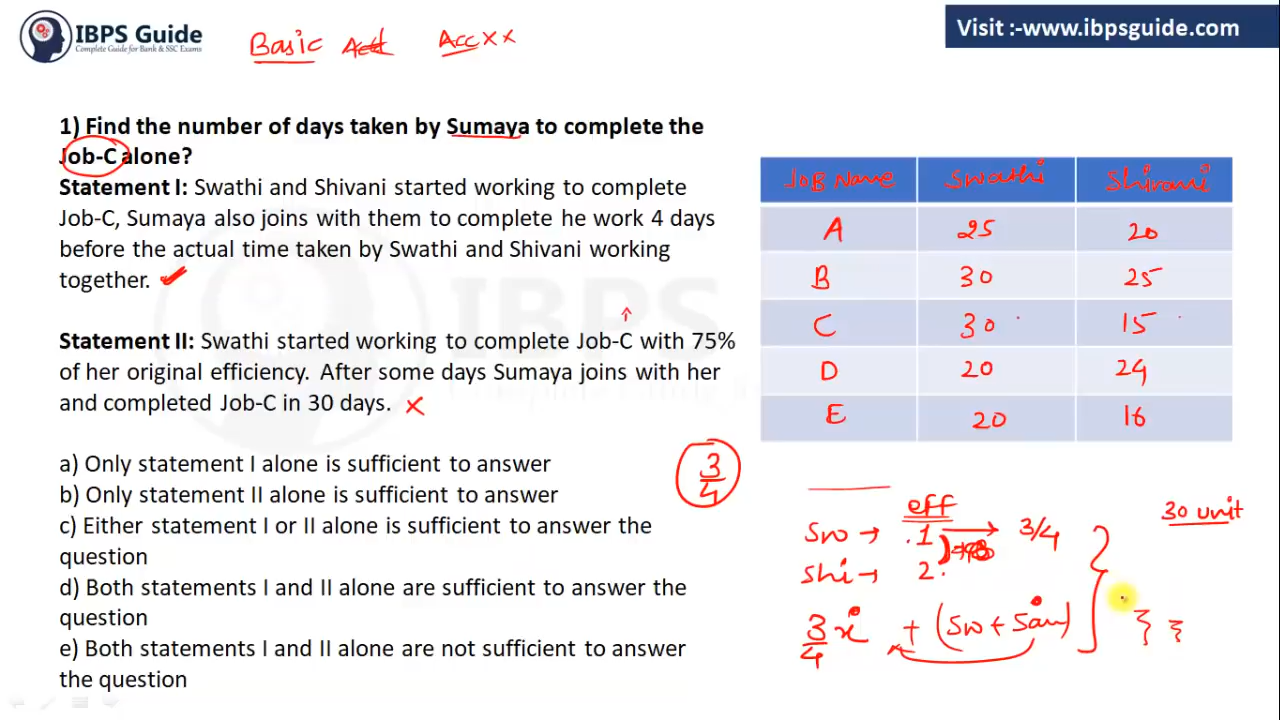 IBPS Guide
Complete Guide for Bank & SSC Exams
Basic Act Accxx
Visit :-www.ibpsguide.com
1) Find the number of days taken by Sumaya to complete the
Job-C alone?
Statement I: Swathi and Shivani started working to complete
Job-C, Sumaya also joins with them to complete he work 4 days
before the actual time taken by Swathi and Shivani working
together.
Statement II: Swathi started working to complete Job-C with 75%
of her original efficiency. After some days Sumaya joins with her
and completed Job-C in 30 days. x
a) Only statement I alone is sufficient to answer
b) Only statement II alone is sufficient to answer
c) Either statement I or II alone is sufficient to answer the
question
d) Both statements I and II alone are sufficient to answer the
question
e) Both statements I and II alone are not sufficient to answer
the question
JOB Name Swathi Shivani
A 25 20
B 30 25
C 30 15
D 20 24
E 20 16
3/4
eff
30 unit
Sw → 1 → 3/4
Shi → 2
3/4 x + (Sw + San)
IBPS